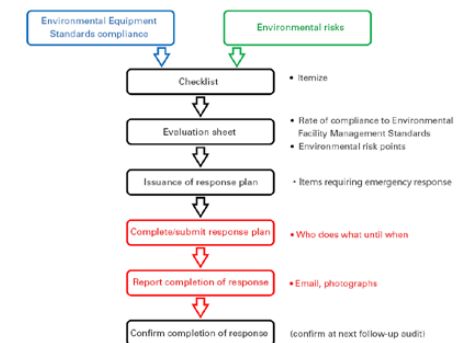 Environmental Equipment
Standards compliance
Environmental risks
Checklist
• Itemize
Evaluation sheet
• Rate of compliance to Environmental
Facility Management Standards
• Environmental risk points
Issuance of response plan
• Items requiring emergency response
Complete/submit response plan
• Who does what until when
Report completion of response
• Email, photographs
Confirm completion of response
(confirm at next follow-up audit)